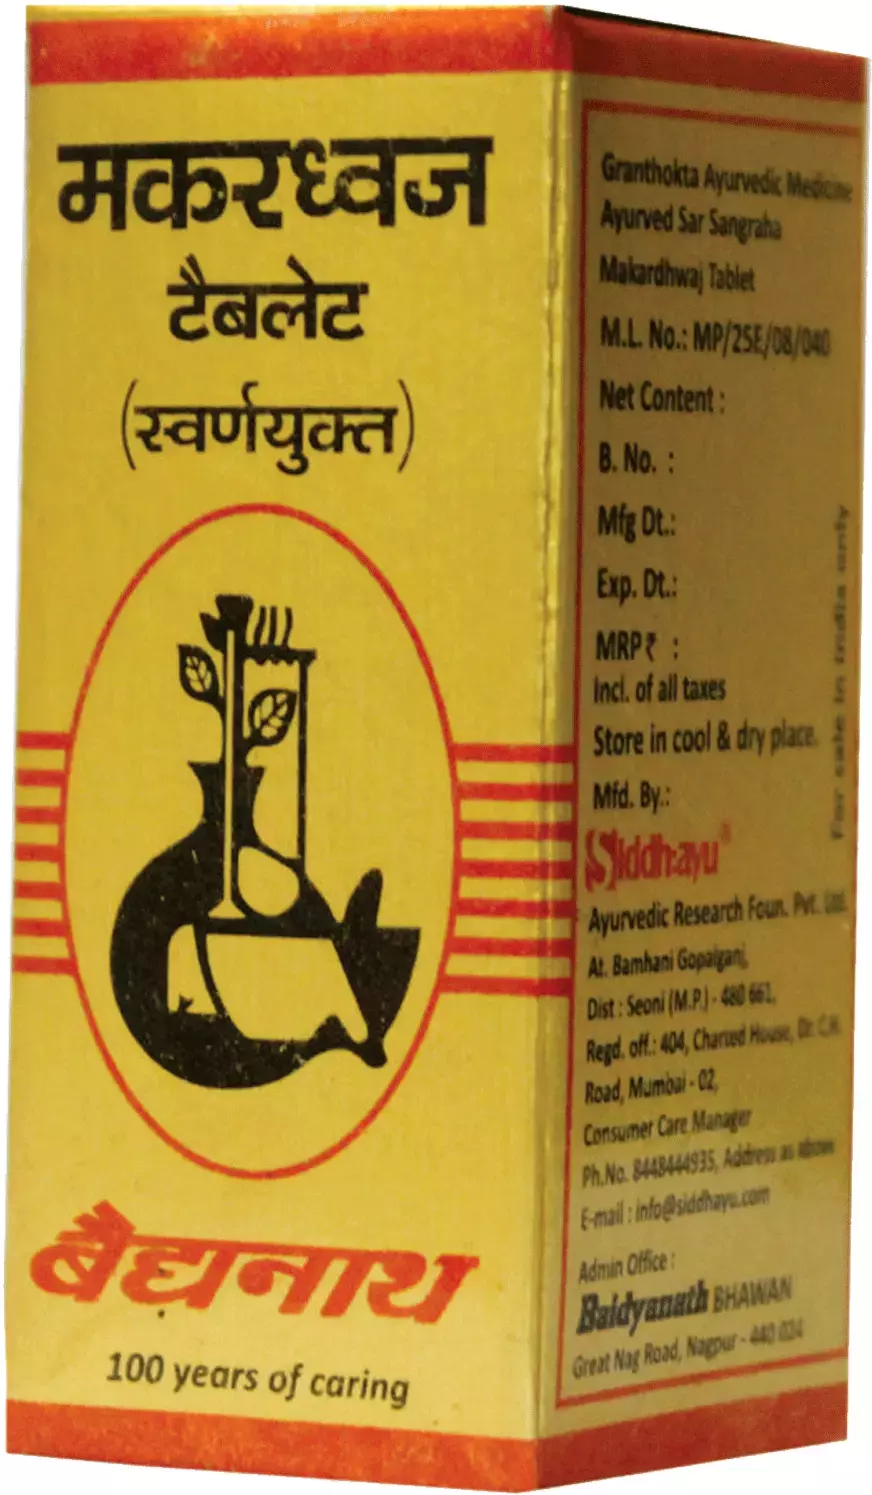 मकरध्वज
टैबलेट
(स्वर्णयुक्त)
बैद्यनाथ
100 years of caring
Granthokta Ayurvedic Medicine
Ayurved Sar Sangraha
Makardhwaj Tablet
M.L. No.: MP/25E/08/040
Net Content :
B. No. :
Mfg Dt.:
Exp. Dt.:
MRP₹ :
Incl. of all taxes
Store in cool & dry place.
Mfd. By.:
Siddhayu®
Ayurvedic Research Foun. Pvt. Ltd.
At. Bamhani Gopalganj,
Dist : Seoni (M.P.) - 480 661.
Regd. off.: 404, Charted House, Dr. C.H.
Road, Mumbai - 02,
Consumer Care Manager
Ph.No. 8448444935, Address as above
E-mail : info@siddhayu.com
Admin Office :
Baidyanath BHAWAN
Great Nag Road, Nagpur - 440 024
For sale in India only